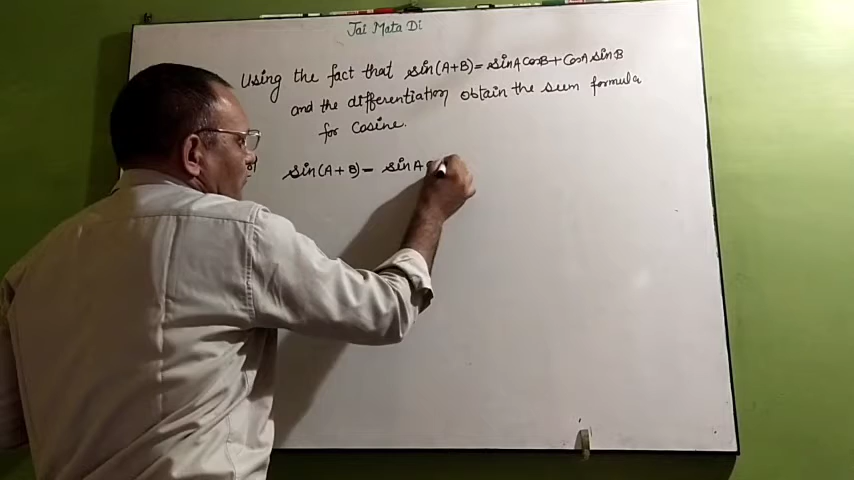 Jai Mata Di
Using the fact that sin(A+B)=sinA cosB+CosA sinB
and the differentiation obtain the sum formula
for Cosine.
sin(A+B)= sinA